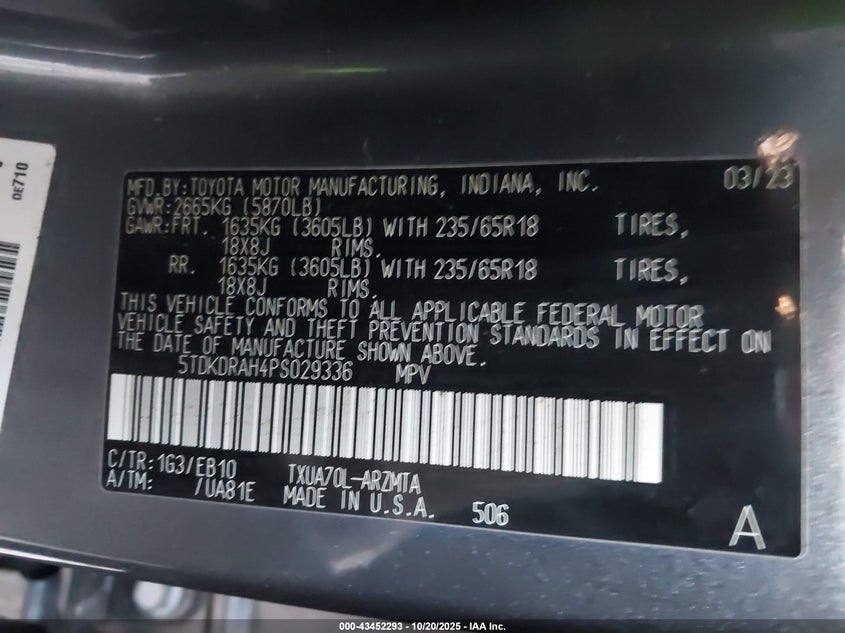 0E710
MFD.BY:TOYOTA MOTOR MANUFACTURING, INDIANA, INC. 03/23
GVWR:2665KG (5870LB)
GAWR:FRT. 1635KG (3605LB) WITH 235/65R18 TIRES,
18X8J RIMS,
RR. 1635KG (3605LB) WITH 235/65R18 TIRES,
18X8J RIMS.
THIS VEHICLE CONFORMS TO ALL APPLICABLE FEDERAL MOTOR
VEHICLE SAFETY AND THEFT PREVENTION STANDARDS IN EFFECT ON
THE DATE OF MANUFACTURE SHOWN ABOVE.
5TDKDRAH4PS029336 MPV
C/TR:1G3/EB10 TXUA70L-ARZMTA
A/TM: /UA81E MADE IN U.S.A. 506
A
000-43452293 - 10/20/2025 - IAA Inc.